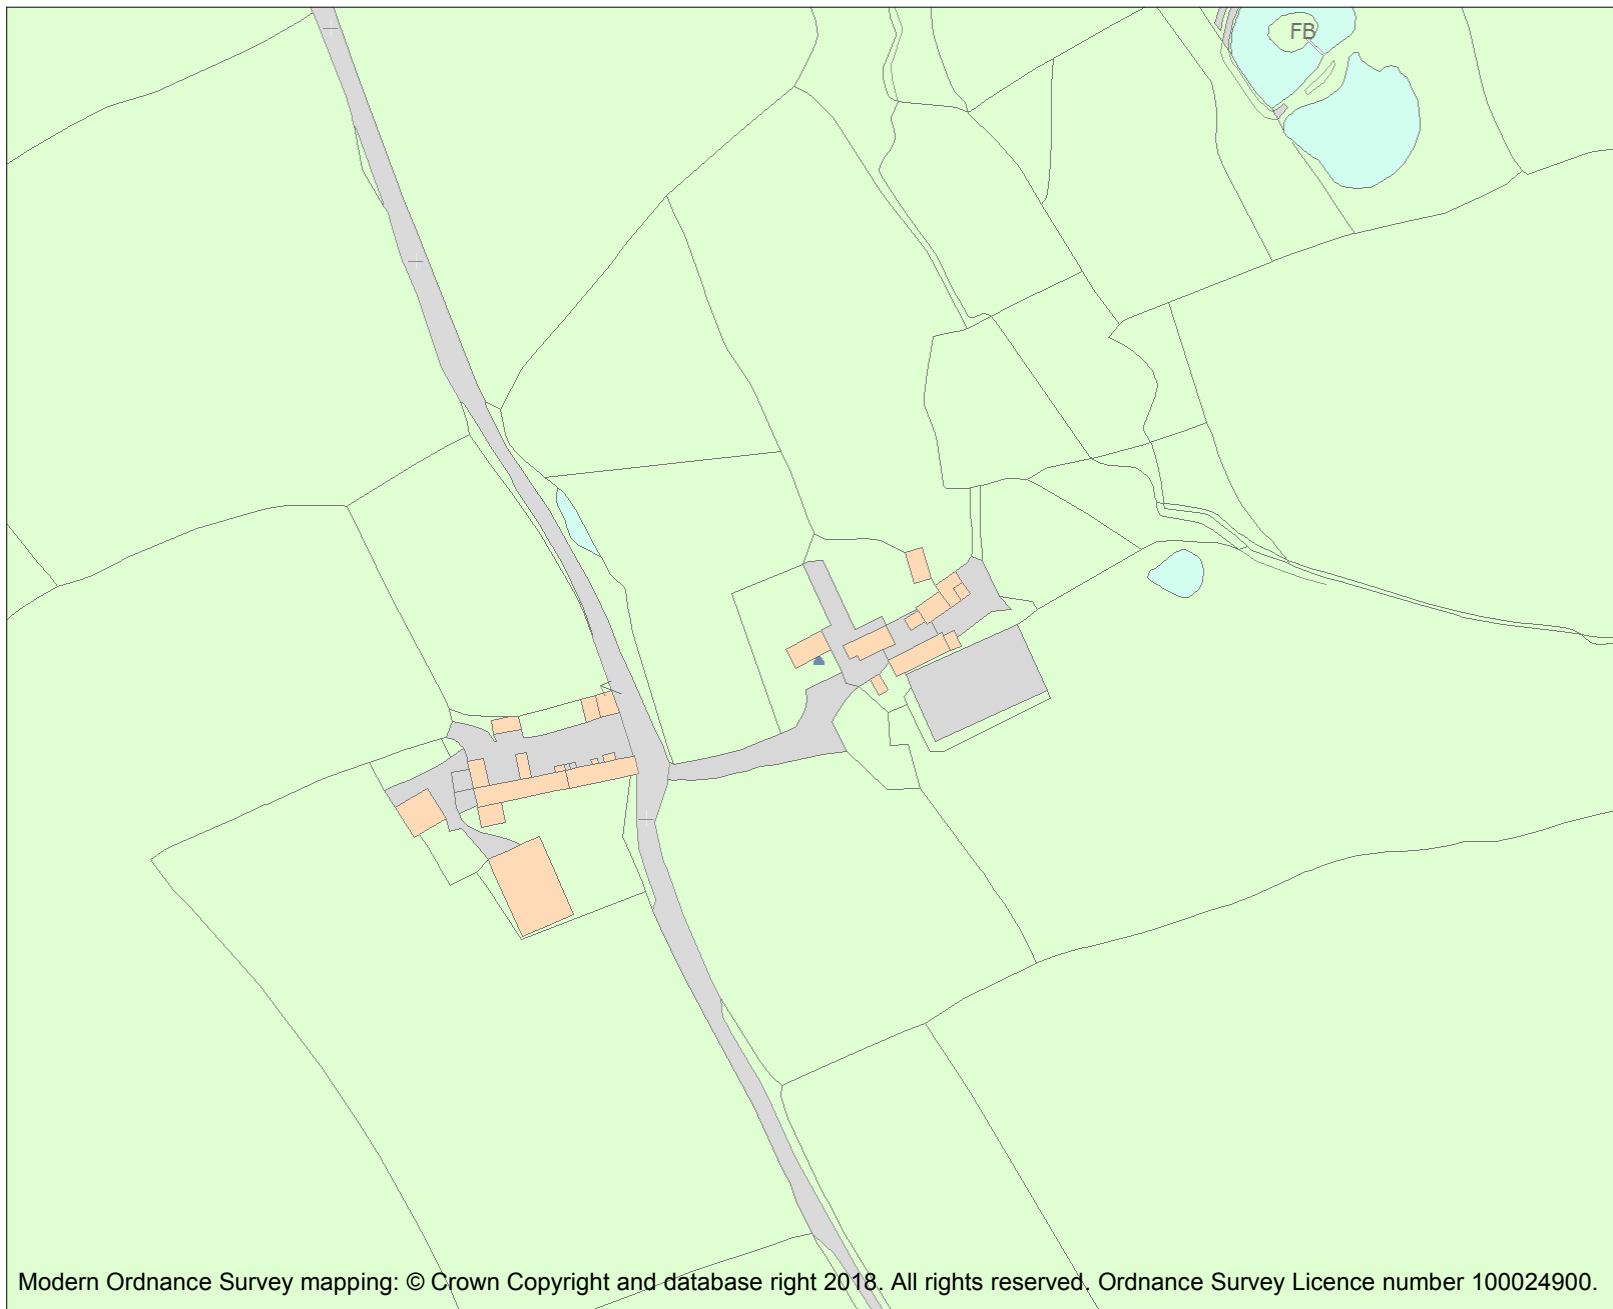 FB
Modern Ordnance Survey mapping: © Crown Copyright and database right 2018. All rights reserved. Ordnance Survey Licence number 100024900.